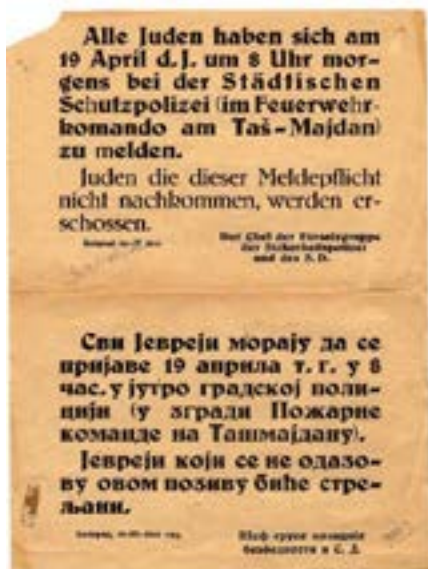 Alle Juden haben sich am
19 April d. J. um 8 Uhr mor-
gens bei der Städtischen
Schutzpolizei (im Feuerwehr-
komando am Taš-Majdan)
zu melden.
Juden die dieser Meldepflicht
nicht nachkommen, werden er-
schossen.
Der Chef der Einsatzgruppe
der Sicherheitspolizei
und des S. D.
Сви Јевреји морају да се
пријаве 19 априла т. г. у 8
час. у јутро градској поли-
цији (у згради Пожарне
команде на Ташмајдану).
Јевреји који се не одазо-
ву овом позиву биће стре-
љани.
Шеф групе полиције
безбедности и С. Д.